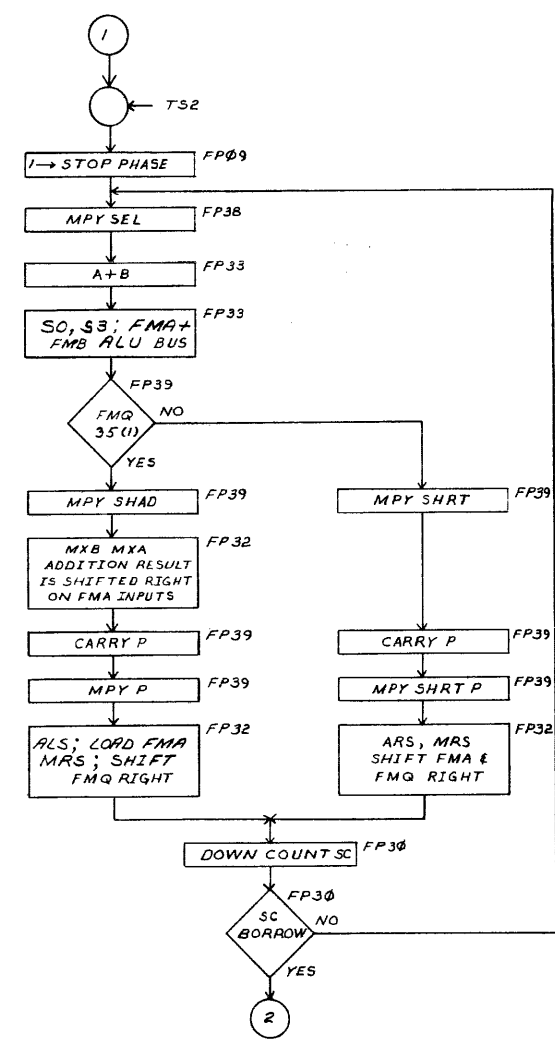 1
TS2
1→ STOP PHASE
FPØ9
MPY SEL
FP38
A+B
FP33
SO, S3; FMA+
FMB ALU BUS
FP33
FP39
FMQ
35(1)
NO
YES
MPY SHAD
FP39
MPY SHRT
FP39
MXB MXA
ADDITION RESULT
IS SHIFTED RIGHT
ON FMA INPUTS
FP32
CARRY P
FP39
CARRY P
FP39
MPY P
FP39
MPY SHRT P
FP39
ALS; LOAD FMA
MRS; SHIFT
FMQ RIGHT
FP32
ARS, MRS
SHIFT FMA &
FMQ RIGHT
FP32
DOWN COUNT SC
FP3Ø
FP3Ø
SC
BORROW
NO
YES
2